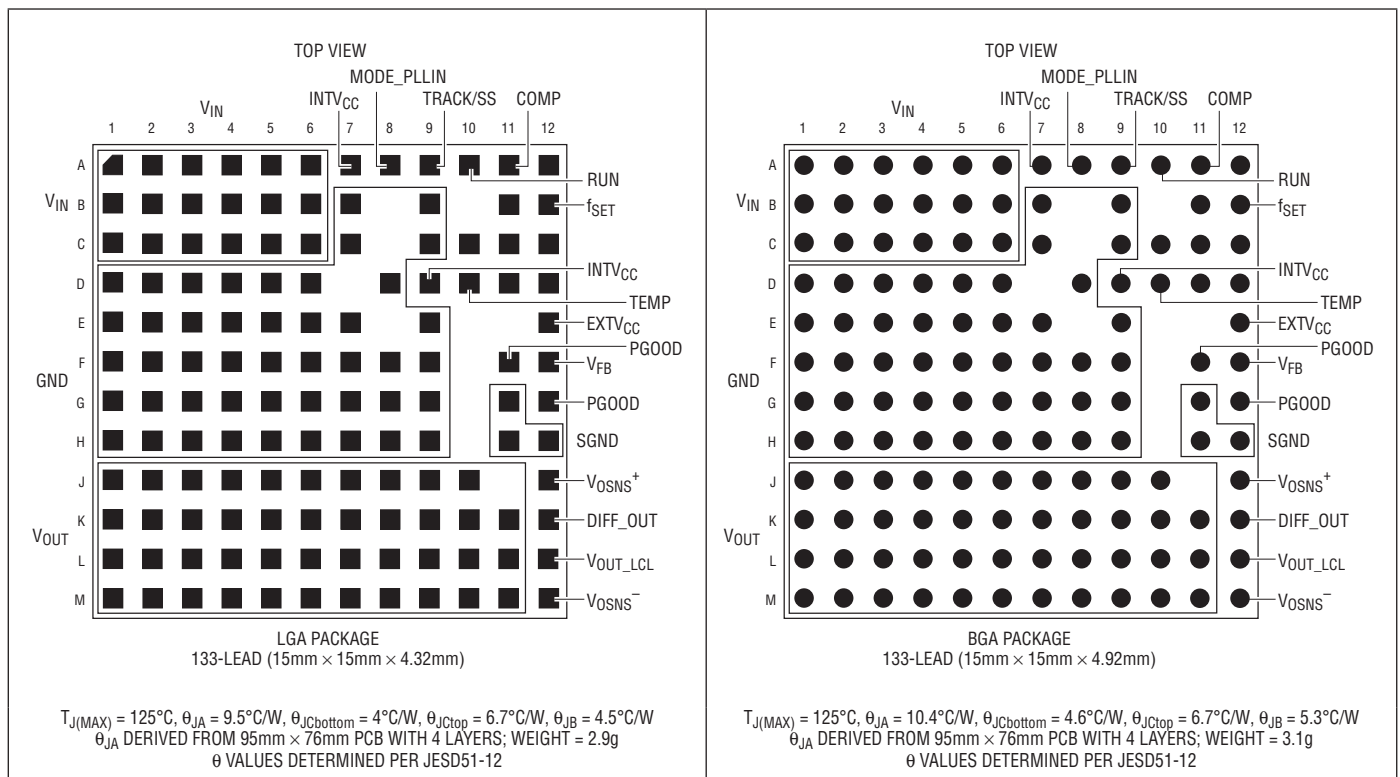 TOP VIEW
MODE_PLLIN
INTVCC
TRACK/SS
COMP
VIN
1 2 3 4 5 6 7 8 9 10 11 12
A
RUN
VIN
B
fSET
C
D
INTVCC
TEMP
E
EXTVCC
PGOOD
F
VFB
GND
G
PGOOD
H
SGND
J
VOSNS+
K
DIFF_OUT
VOUT
L
VOUT_LCL
M
VOSNS–
LGA PACKAGE
133-LEAD (15mm × 15mm × 4.32mm)
TJ(MAX) = 125°C, θJA = 9.5°C/W, θJCbottom = 4°C/W, θJCtop = 6.7°C/W, θJB = 4.5°C/W
θJA DERIVED FROM 95mm × 76mm PCB WITH 4 LAYERS; WEIGHT = 2.9g
θ VALUES DETERMINED PER JESD51-12
TOP VIEW
MODE_PLLIN
INTVCC
TRACK/SS
COMP
VIN
1 2 3 4 5 6 7 8 9 10 11 12
A
RUN
VIN
B
fSET
C
D
INTVCC
TEMP
E
EXTVCC
PGOOD
F
VFB
GND
G
PGOOD
H
SGND
J
VOSNS+
K
DIFF_OUT
VOUT
L
VOUT_LCL
M
VOSNS–
BGA PACKAGE
133-LEAD (15mm × 15mm × 4.92mm)
TJ(MAX) = 125°C, θJA = 10.4°C/W, θJCbottom = 4.6°C/W, θJCtop = 6.7°C/W, θJB = 5.3°C/W
θJA DERIVED FROM 95mm × 76mm PCB WITH 4 LAYERS; WEIGHT = 3.1g
θ VALUES DETERMINED PER JESD51-12